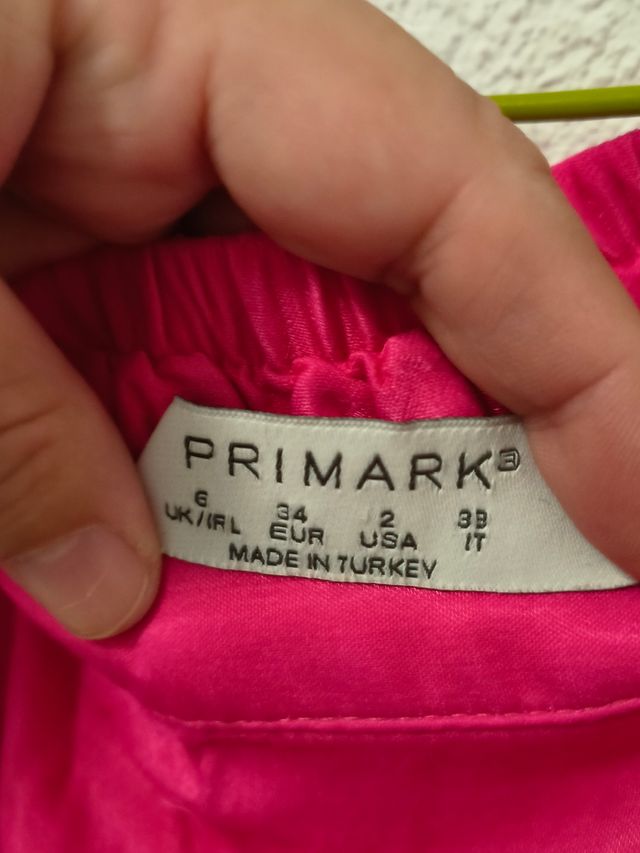 PRIMARK®
6 34 2 38
UK/IRL EUR USA IT
MADE IN TURKEY